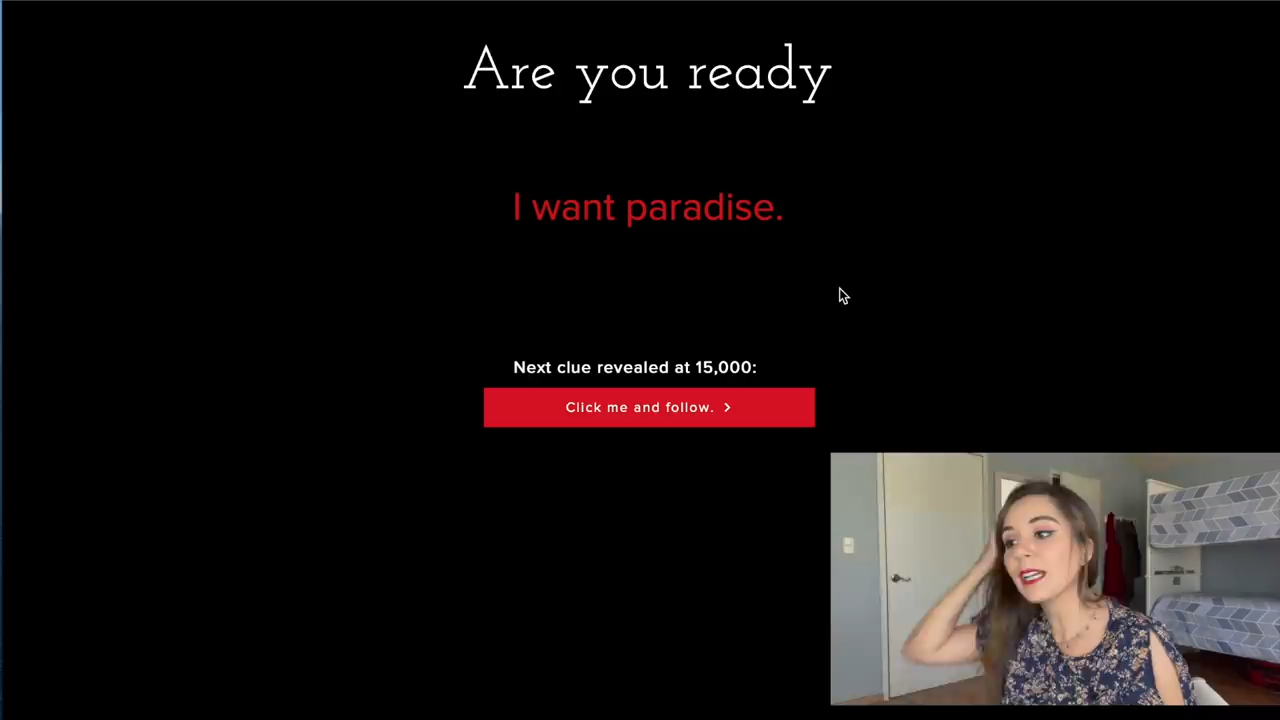 Are you ready
I want paradise.
Next clue revealed at 15,000:
Click me and follow.